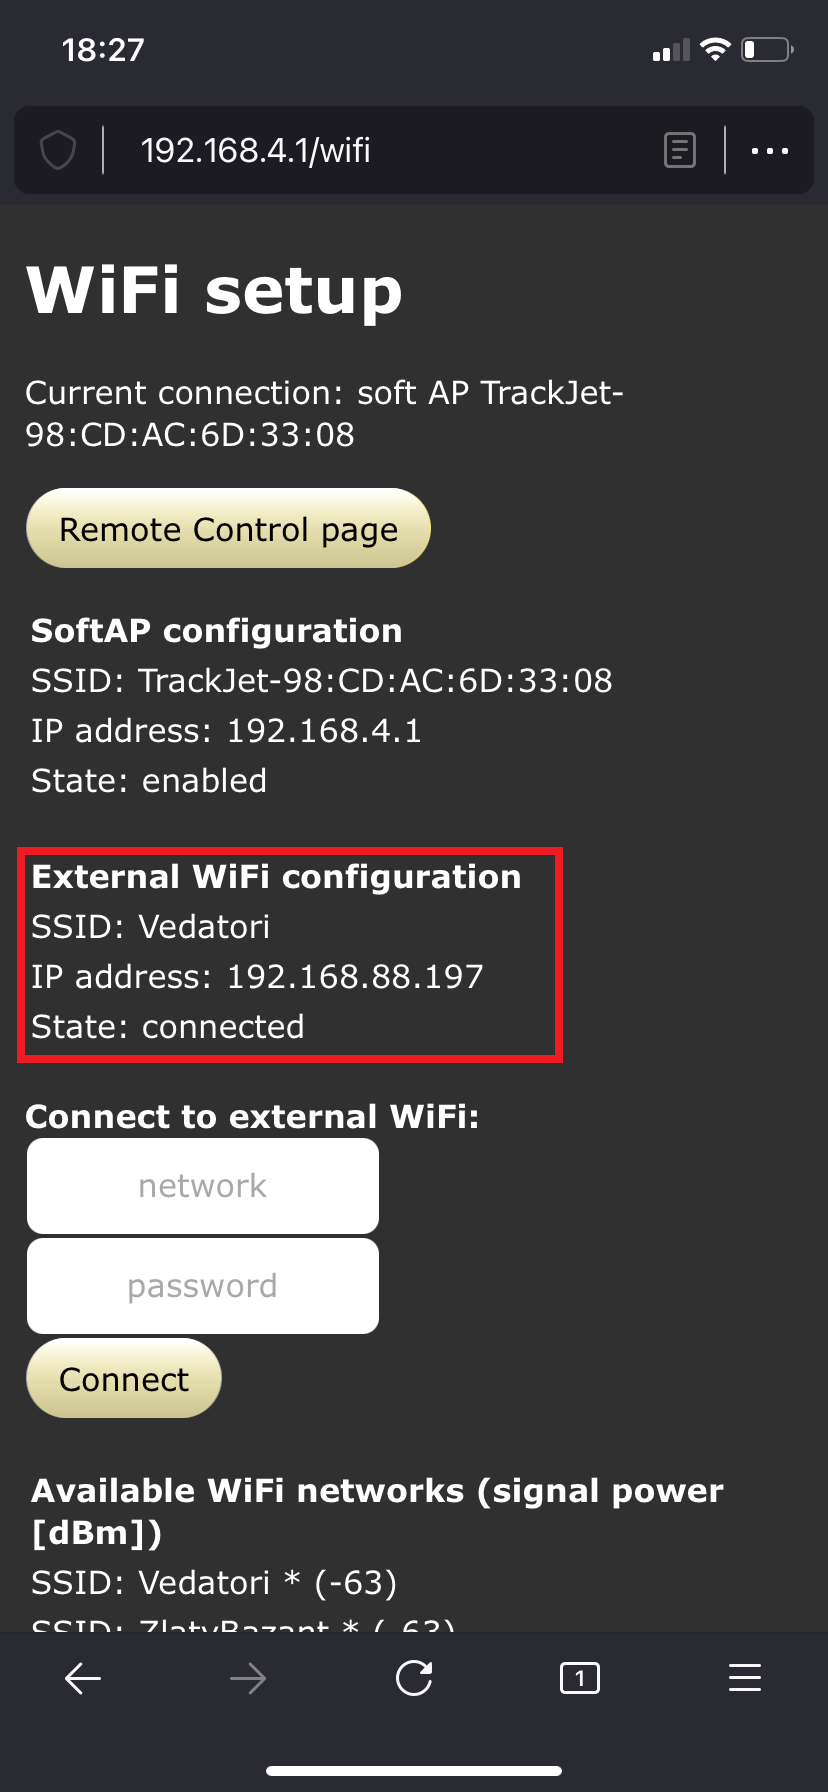 18:27
192.168.4.1/wifi
WiFi setup
Current connection: soft AP TrackJet-
98:CD:AC:6D:33:08
Remote Control page
SoftAP configuration
SSID: TrackJet-98:CD:AC:6D:33:08
IP address: 192.168.4.1
State: enabled
External WiFi configuration
SSID: Vedatori
IP address: 192.168.88.197
State: connected
Connect to external WiFi:
network
password
Connect
Available WiFi networks (signal power
[dBm])
SSID: Vedatori * (-63)
SSID: ZlatyBazant * (-63)
1